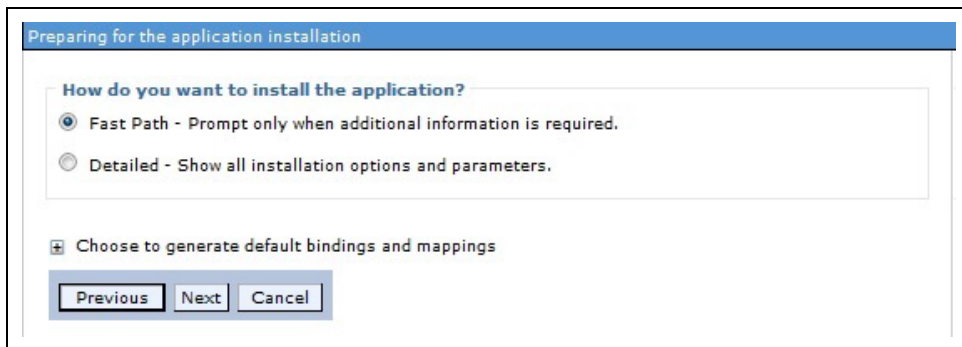 Preparing for the application installation
How do you want to install the application?
Fast Path - Prompt only when additional information is required.
Detailed - Show all installation options and parameters.
Choose to generate default bindings and mappings
Previous Next Cancel